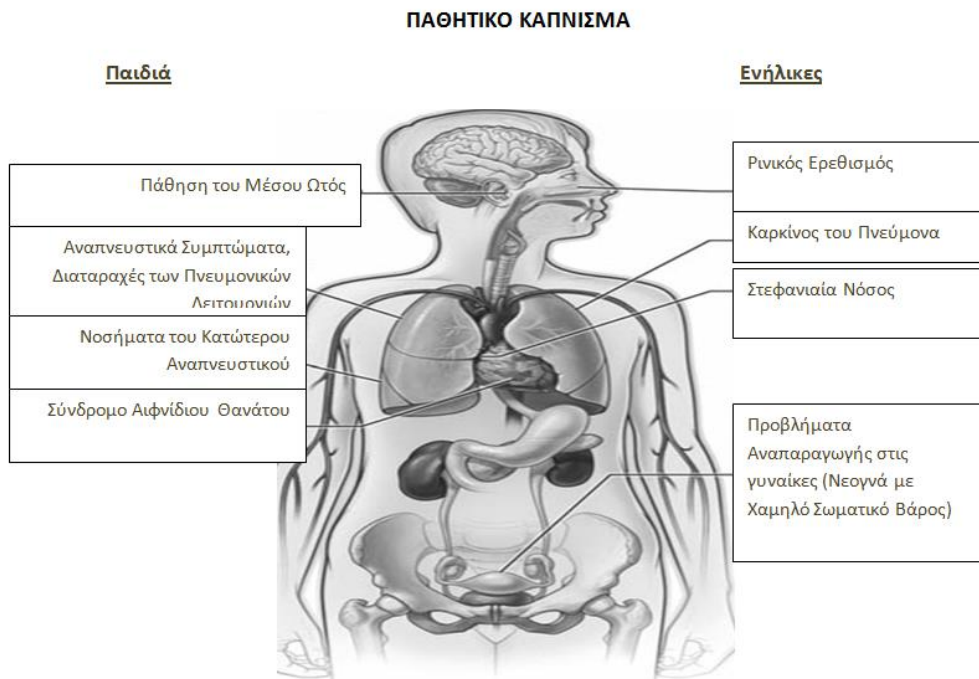 ΠΑΘΗΤΙΚΟ ΚΑΠΝΙΣΜΑ
Παιδιά
Πάθηση του Μέσου Ωτός
Αναπνευστικά Συμπτώματα,
Διαταραχές των Πνευμονικών
Λειτουργιών
Νοσήματα του Κατώτερου
Αναπνευστικού
Σύνδρομο Αιφνίδιου Θανάτου
Ενήλικες
Ρινικός Ερεθισμός
Καρκίνος του Πνεύμονα
Στεφανιαία Νόσος
Προβλήματα
Αναπαραγωγής στις
γυναίκες (Νεογνά με
Χαμηλό Σωματικό Βάρος)